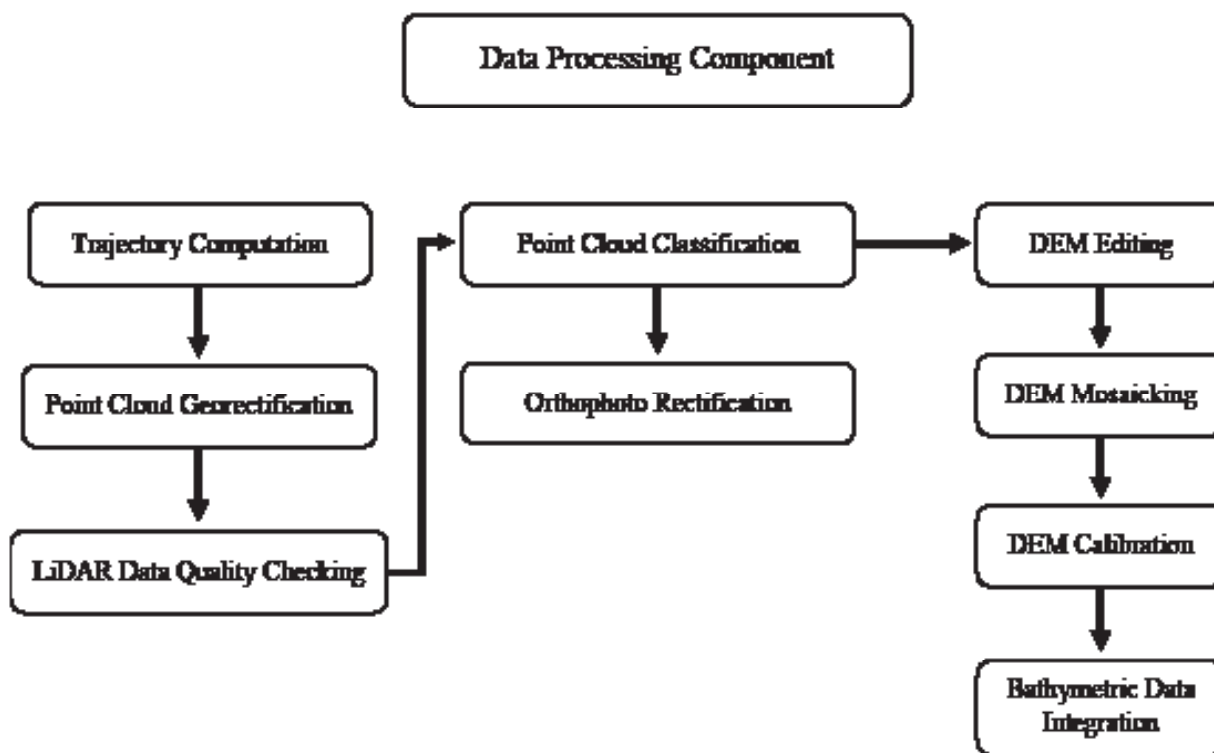 Data Processing Component
Trajectory Computation
Point Cloud Georectification
LiDAR Data Quality Checking
Point Cloud Classification
Orthophoto Rectification
DEM Editing
DEM Mosaicking
DEM Calibration
Bathymetric Data
Integration